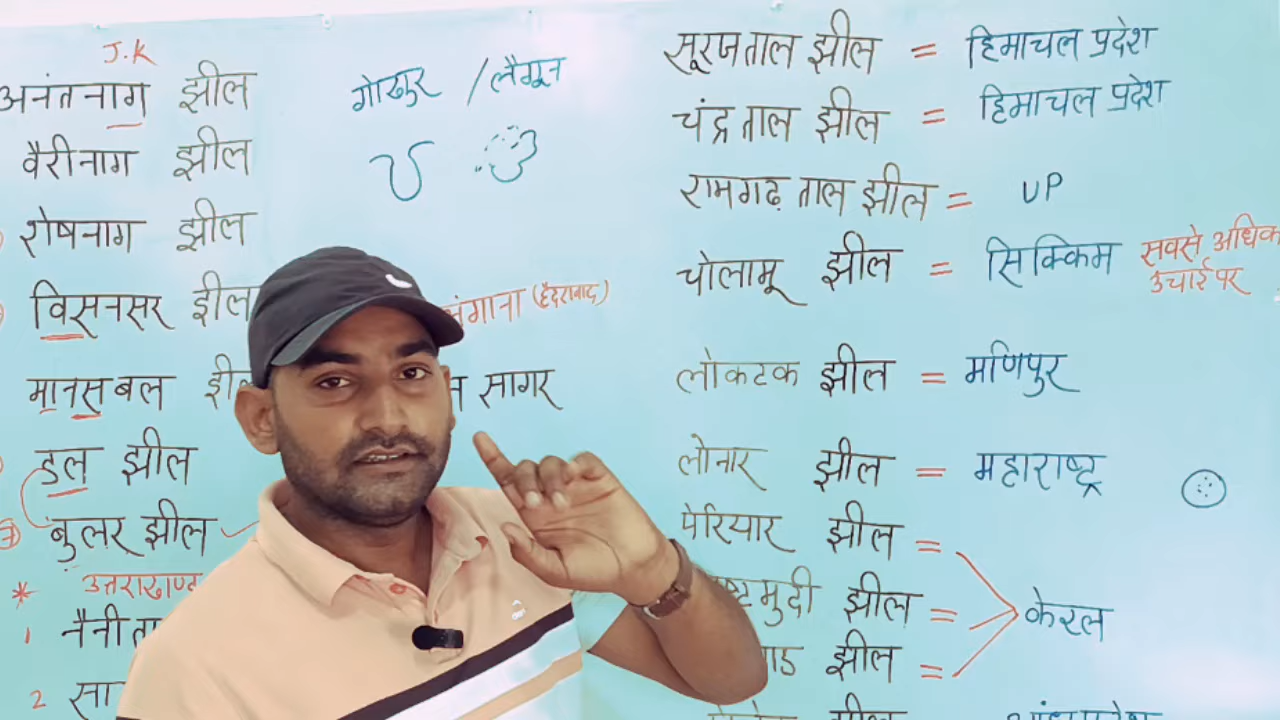 J.K
अनंतनाग झील
वैरीनाग झील
शेषनाग झील
विसनसर झील
मानसबल
डल झील
बुलर झील
* उत्तराखण्ड
1
2
गोखुर / लैगून
(हैदराबाद)
सागर
सूरजताल झील = हिमाचल प्रदेश
चंद्र ताल झील = हिमाचल प्रदेश
रामगढ़ ताल झील = UP
चोलामू झील = सिक्किम सबसे अधिक
उचाई पर
लोकटक झील = मणिपुर
लोनार झील = महाराष्ट्र
पेरियार झील =
झील =
झील =
केरल